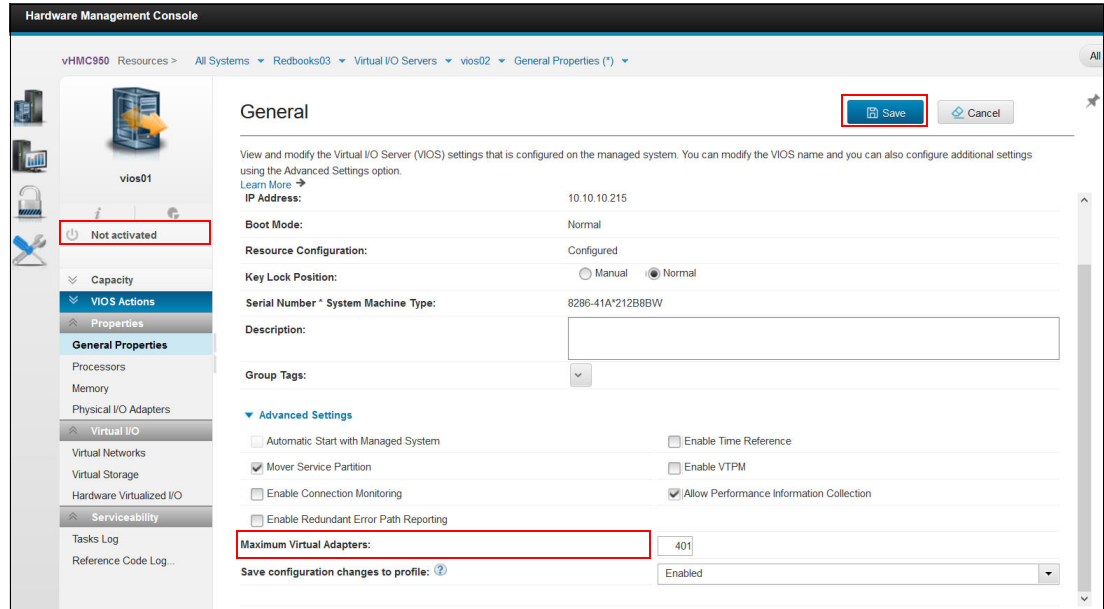 Hardware Management Console
vHMC950 Resources > All Systems Redbooks03 Virtual I/O Servers vios02 General Properties (*)
All
vios01
Not activated
Capacity
VIOS Actions
Properties
General Properties
Processors
Memory
Physical I/O Adapters
Virtual I/O
Virtual Networks
Virtual Storage
Hardware Virtualized I/O
Serviceability
Tasks Log
Reference Code Log...
General
Save
Cancel
View and modify the Virtual I/O Server (VIOS) settings that is configured on the managed system. You can modify the VIOS name and you can also configure additional settings
using the Advanced Settings option.
Learn More
IP Address: 10.10.10.215
Boot Mode: Normal
Resource Configuration: Configured
Key Lock Position: Manual Normal
Serial Number * System Machine Type: 8286-41A*212B8BW
Description:
Group Tags:
Advanced Settings
Automatic Start with Managed System Enable Time Reference
Mover Service Partition Enable VTPM
Enable Connection Monitoring Allow Performance Information Collection
Enable Redundant Error Path Reporting
Maximum Virtual Adapters: 401
Save configuration changes to profile: ? Enabled